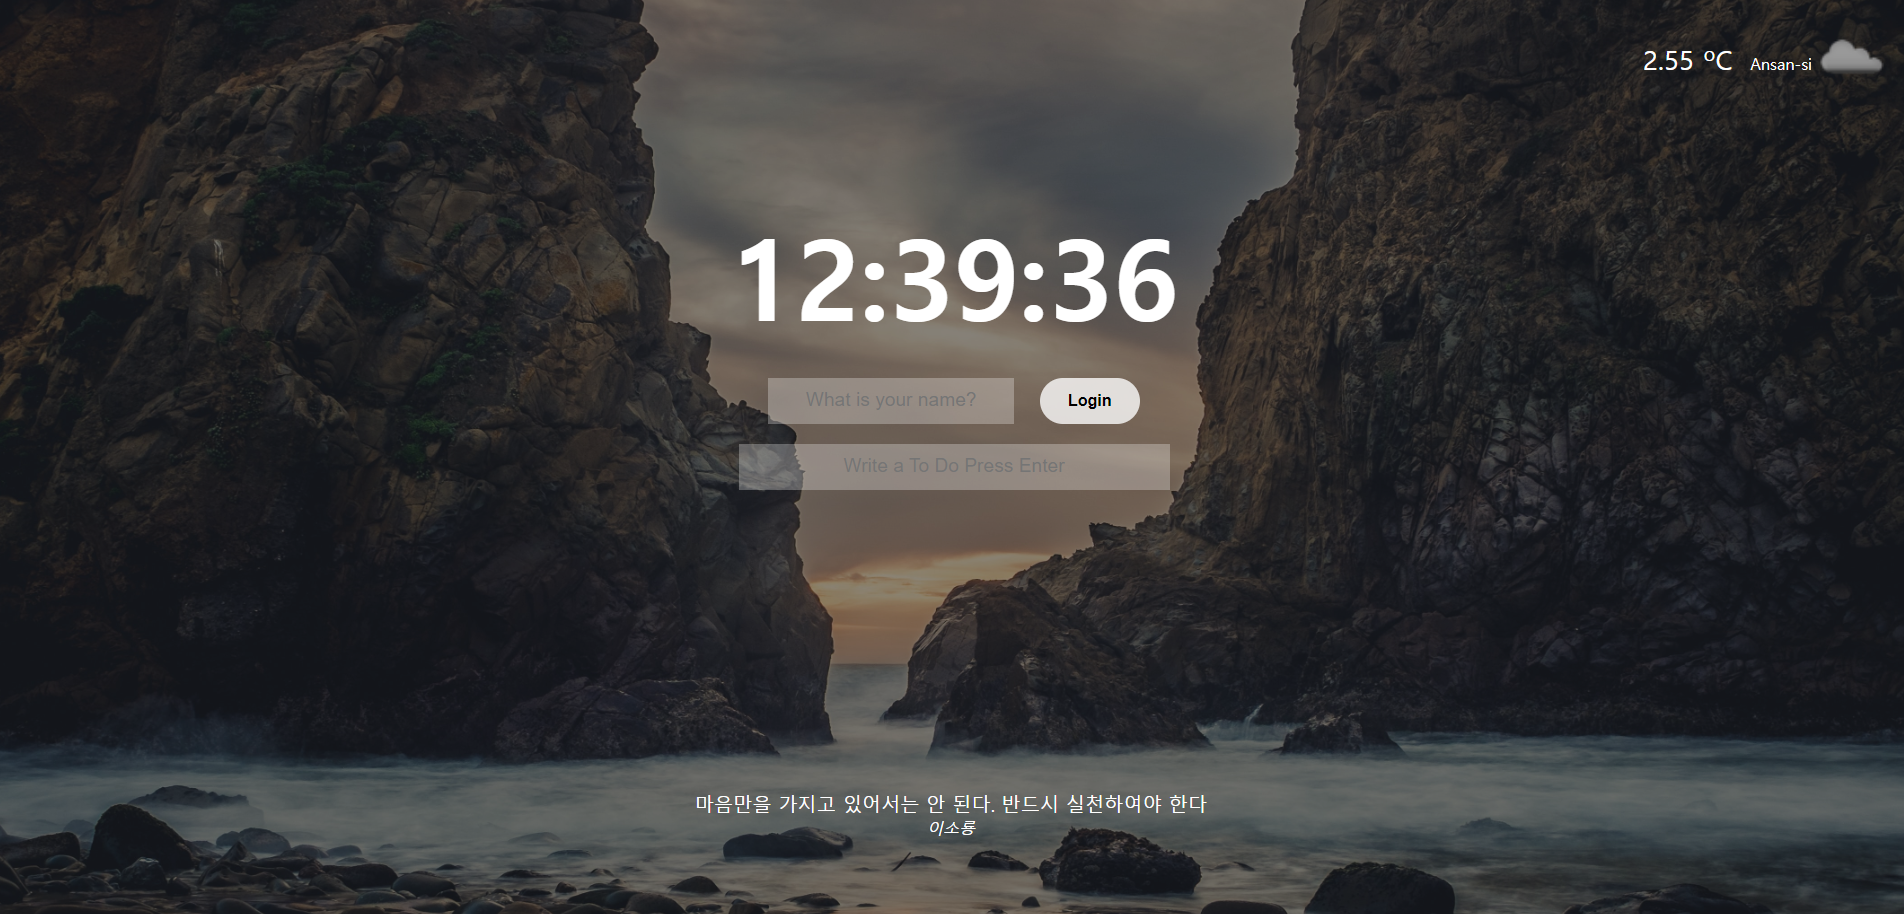 2.55 ºC Ansan-si
12:39:36
What is your name? Login
Write a To Do Press Enter
마음만을 가지고 있어서는 안 된다. 반드시 실천하여야 한다
이소룡